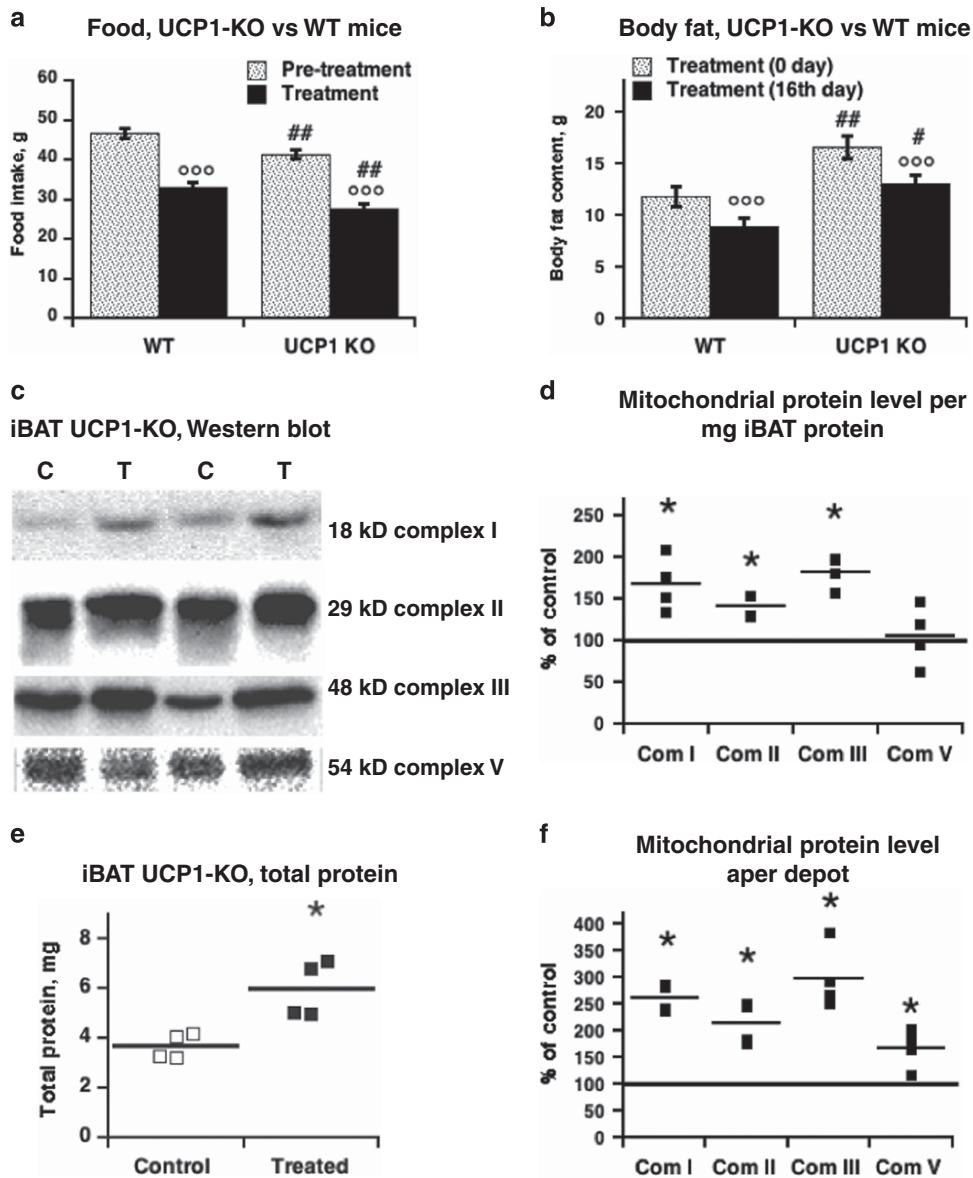 a
Food, UCP1-KO vs WT mice
Pre-treatment
Treatment
Food intake, g
60
50
40
30
20
10
0
##
##
°°°
°°°
WT
UCP1 KO
b
Body fat, UCP1-KO vs WT mice
Treatment (0 day)
Treatment (16th day)
Body fat content, g
20
15
10
5
0
##
#
°°°
°°°
WT
UCP1 KO
c
iBAT UCP1-KO, Western blot
C T C T
18 kD complex I
29 kD complex II
48 kD complex III
54 kD complex V
d
Mitochondrial protein level per
mg iBAT protein
% of control
250
200
150
100
50
0
* * *
Com I Com II Com III Com V
e
iBAT UCP1-KO, total protein
Total protein, mg
8
6
4
2
0
*
Control Treated
f
Mitochondrial protein level
aper depot
% of control
400
350
300
250
200
150
100
50
0
* * * *
Com I Com II Com III Com V